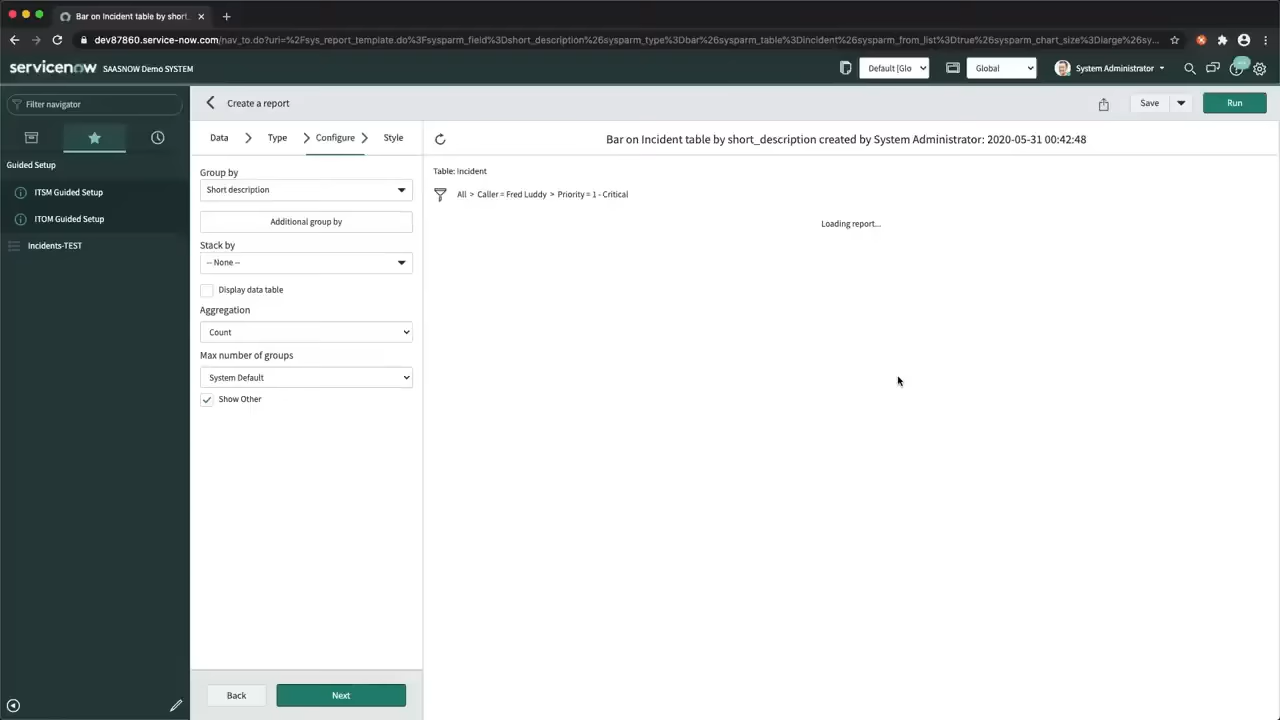 Bar on Incident table by short_
dev87860.service-now.com/nav_to.do?uri=%2Fsys_report_template.do%3Fsysparm_field%3Dshort_description%26sysparm_type%3Dbar%26sysparm_table%3Dincident%26sysparm_from_list%3Dtrue%26sysparm_chart_size%3Dlarge%26sy...
servicenow SAASNOW Demo SYSTEM
Default [Glo
Global
System Administrator
Filter navigator
Create a report
Save
Run
Data
Type
Configure
Style
Bar on Incident table by short_description created by System Administrator: 2020-05-31 00:42:48
Guided Setup
ITSM Guided Setup
ITOM Guided Setup
Incidents-TEST
Group by
Short description
Additional group by
Stack by
-- None --
Display data table
Aggregation
Count
Max number of groups
System Default
Show Other
Back
Next
Table: Incident
All > Caller = Fred Luddy > Priority = 1 - Critical
Loading report...